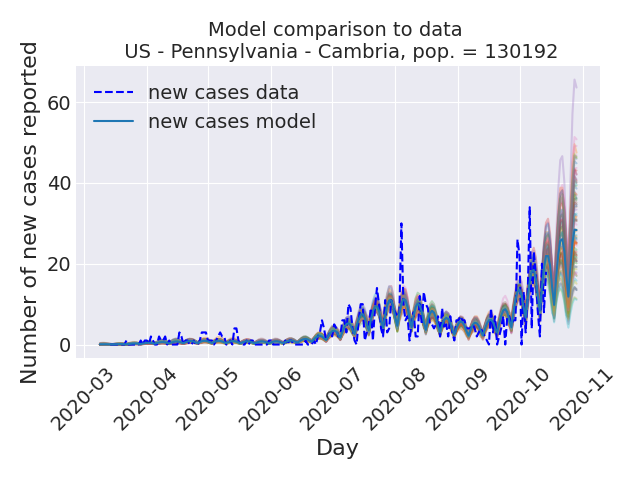 Model comparison to data
US - Pennsylvania - Cambria, pop. = 130192
Number of new cases reported
60
40
20
0
new cases data
new cases model
2020-03
2020-04
2020-05
2020-06
2020-07
2020-08
2020-09
2020-10
2020-11
Day